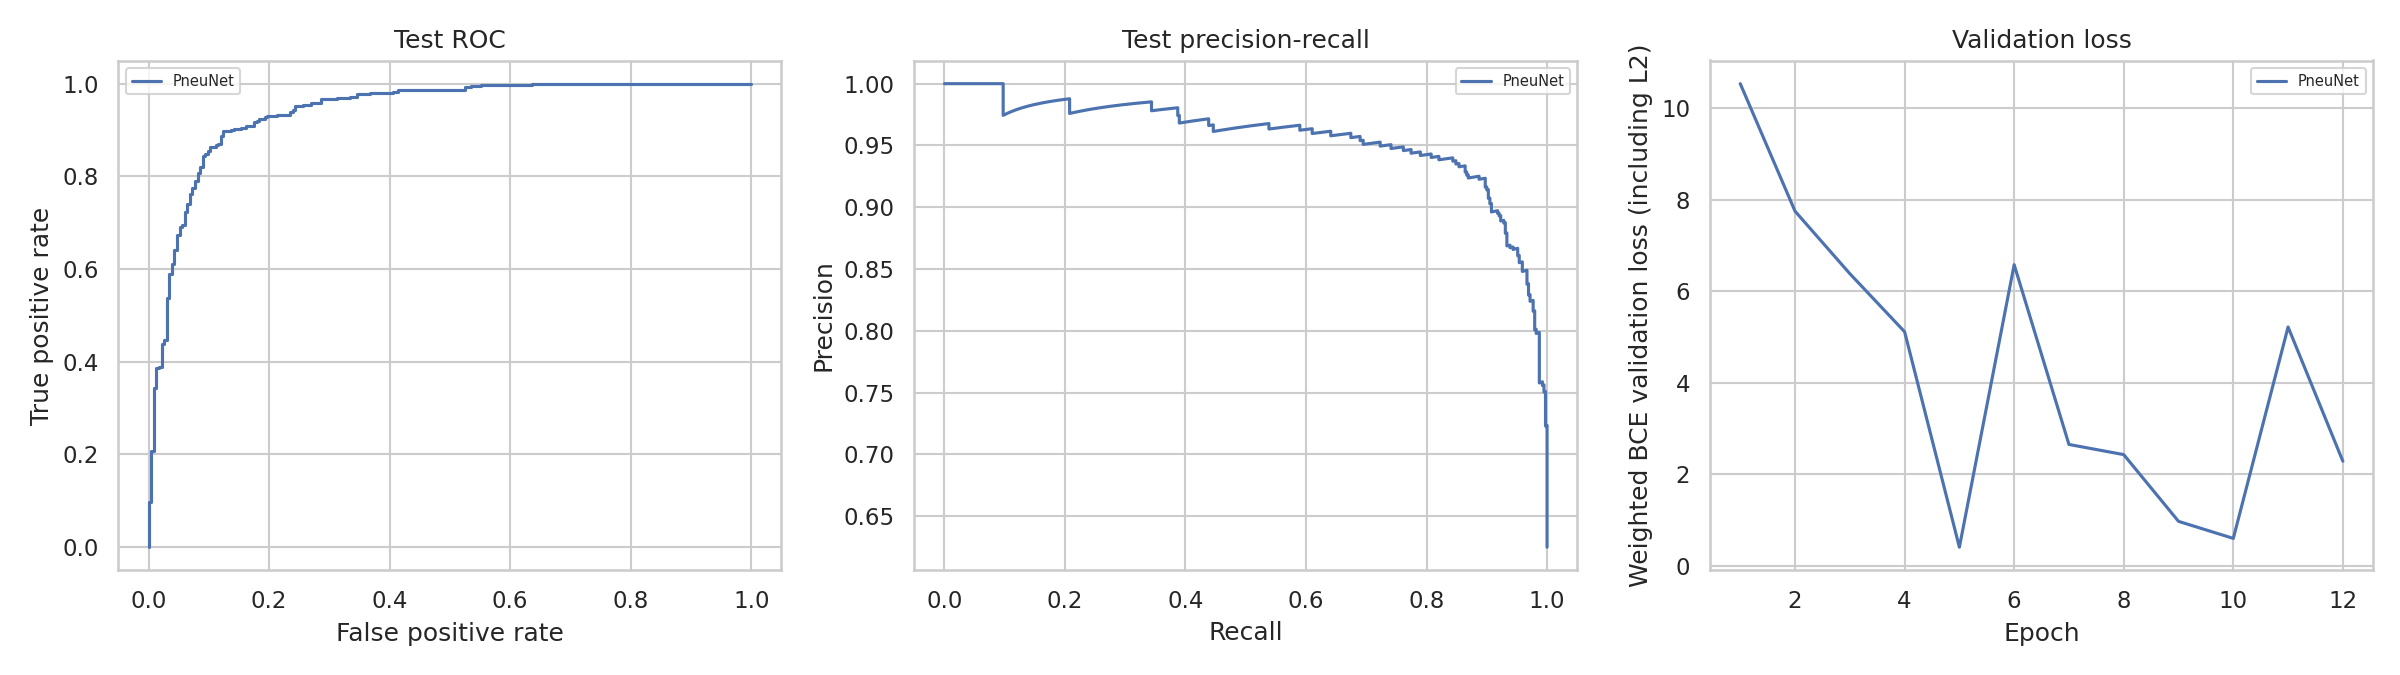 Test ROC
PneuNet
True positive rate
1.0
0.8
0.6
0.4
0.2
0.0
0.0 0.2 0.4 0.6 0.8 1.0
False positive rate
Test precision-recall
PneuNet
Precision
1.00
0.95
0.90
0.85
0.80
0.75
0.70
0.65
0.0 0.2 0.4 0.6 0.8 1.0
Recall
Validation loss
PneuNet
Weighted BCE validation loss (including L2)
10
8
6
4
2
0
2 4 6 8 10 12
Epoch